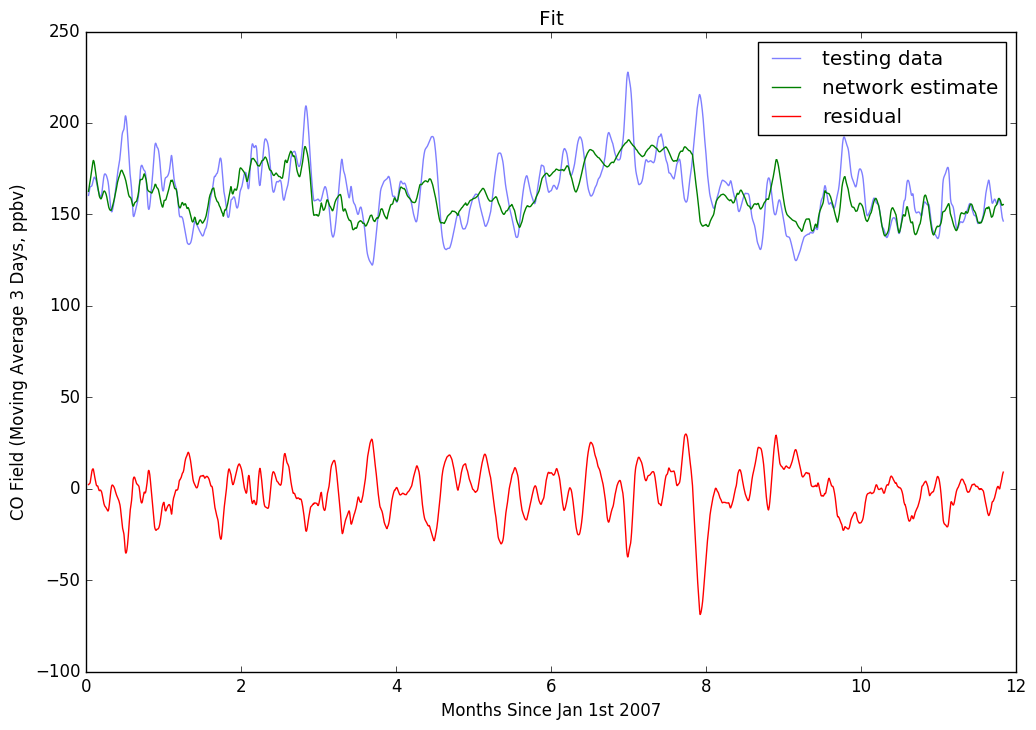 Fit
250
200
150
100
50
0
−50
−100
CO Field (Moving Average 3 Days, ppbv)
testing data
network estimate
residual
0 2 4 6 8 10 12
Months Since Jan 1st 2007